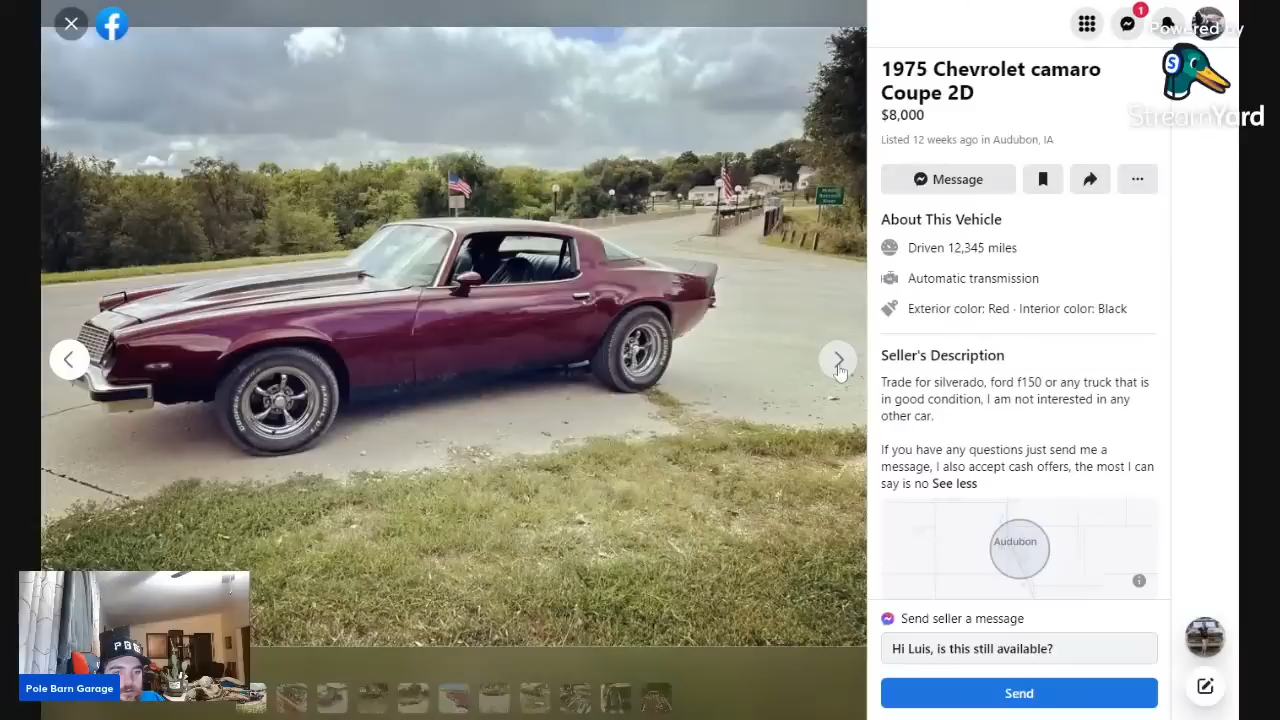 1
Powered by
S
StreamYard
1975 Chevrolet camaro
Coupe 2D
$8,000
Listed 12 weeks ago in Audubon, IA
Message
About This Vehicle
Driven 12,345 miles
Automatic transmission
Exterior color: Red · Interior color: Black
Seller's Description
Trade for silverado, ford f150 or any truck that is
in good condition, I am not interested in any
other car.
If you have any questions just send me a
message, I also accept cash offers, the most I can
say is no See less
Audubon
Send seller a message
Hi Luis, is this still available?
Send
PBG
Pole Barn Garage